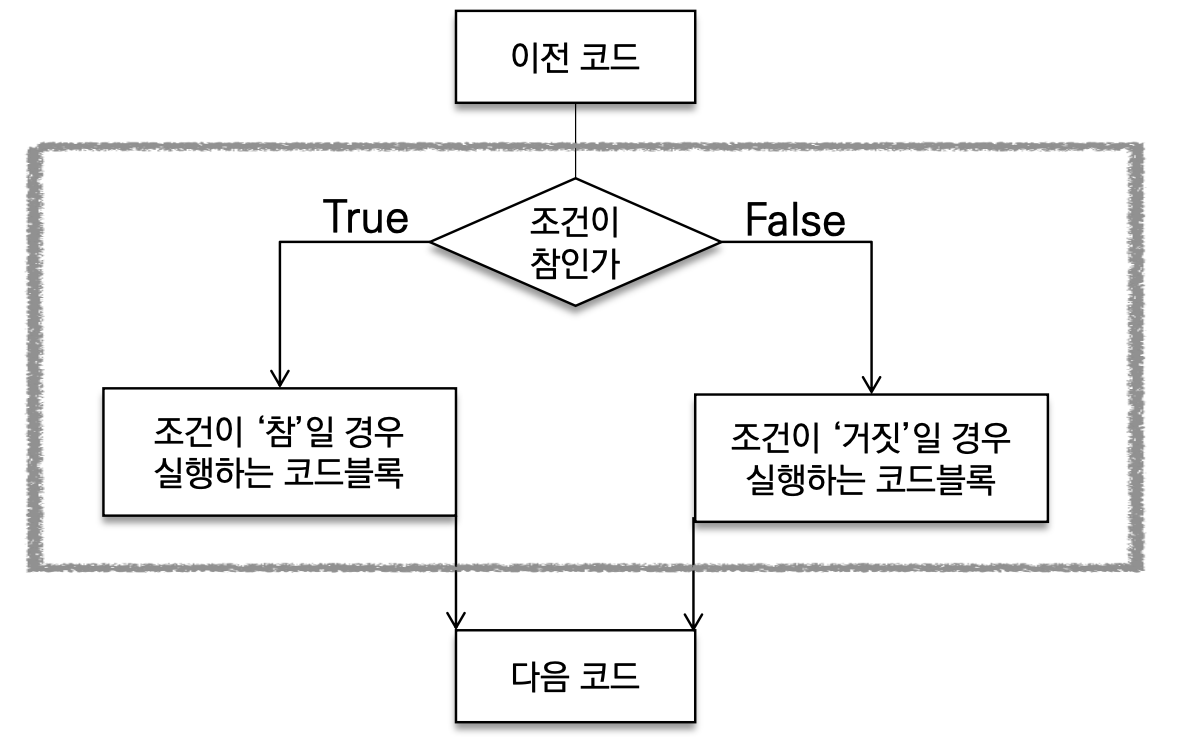 이전 코드
True
조건이
참인가
False
조건이 ‘참’일 경우
실행하는 코드블록
조건이 ‘거짓’일 경우
실행하는 코드블록
다음 코드